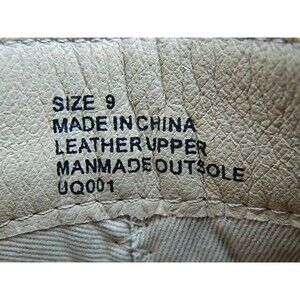 SIZE 9
MADE IN CHINA
LEATHER UPPER
MANMADE OUTSOLE
UQ001